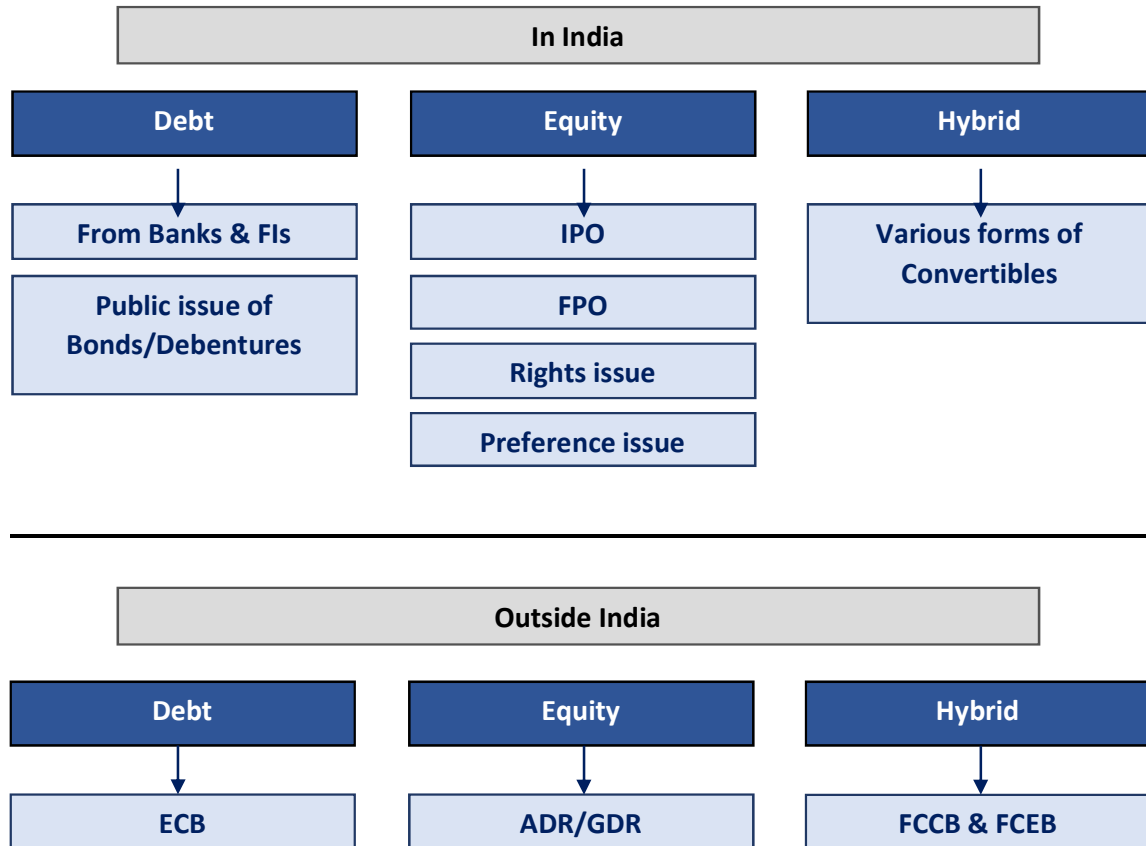 In India
Debt
Equity
Hybrid
From Banks & FIs
Public issue of
Bonds/Debentures
IPO
FPO
Rights issue
Preference issue
Various forms of
Convertibles
Outside India
Debt
Equity
Hybrid
ECB
ADR/GDR
FCCB & FCEB